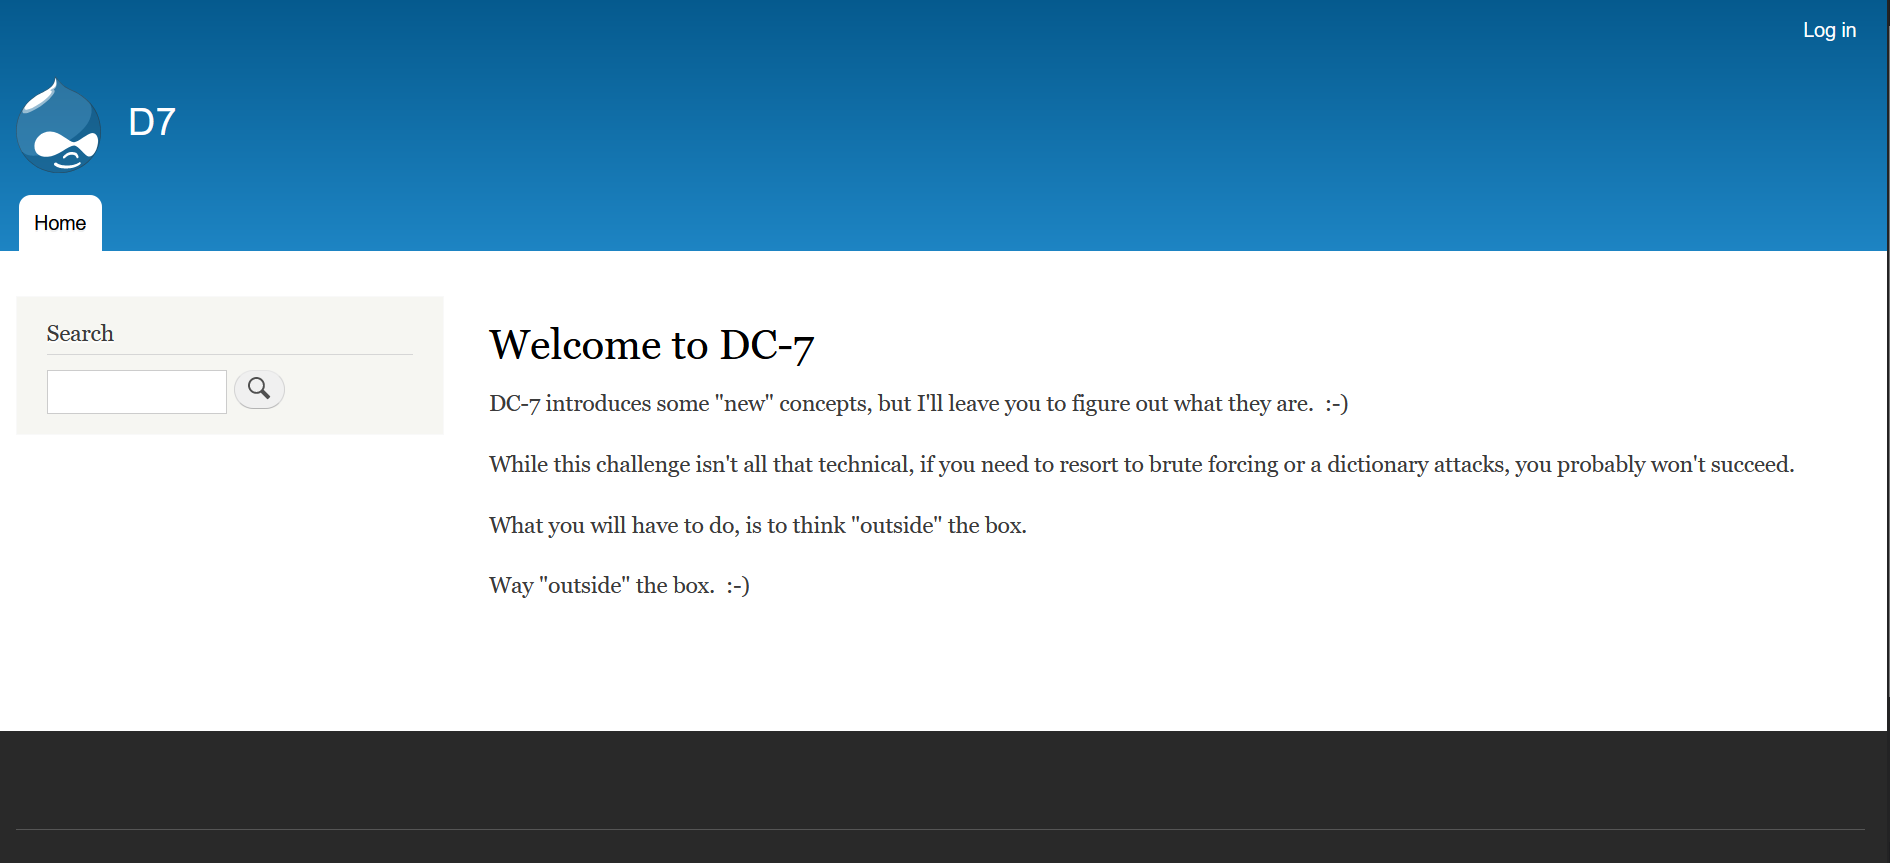 Log in
D7
Home
Search
Welcome to DC-7
DC-7 introduces some "new" concepts, but I'll leave you to figure out what they are.  :-)
While this challenge isn't all that technical, if you need to resort to brute forcing or a dictionary attacks, you probably won't succeed.
What you will have to do, is to think "outside" the box.
Way "outside" the box.  :-)